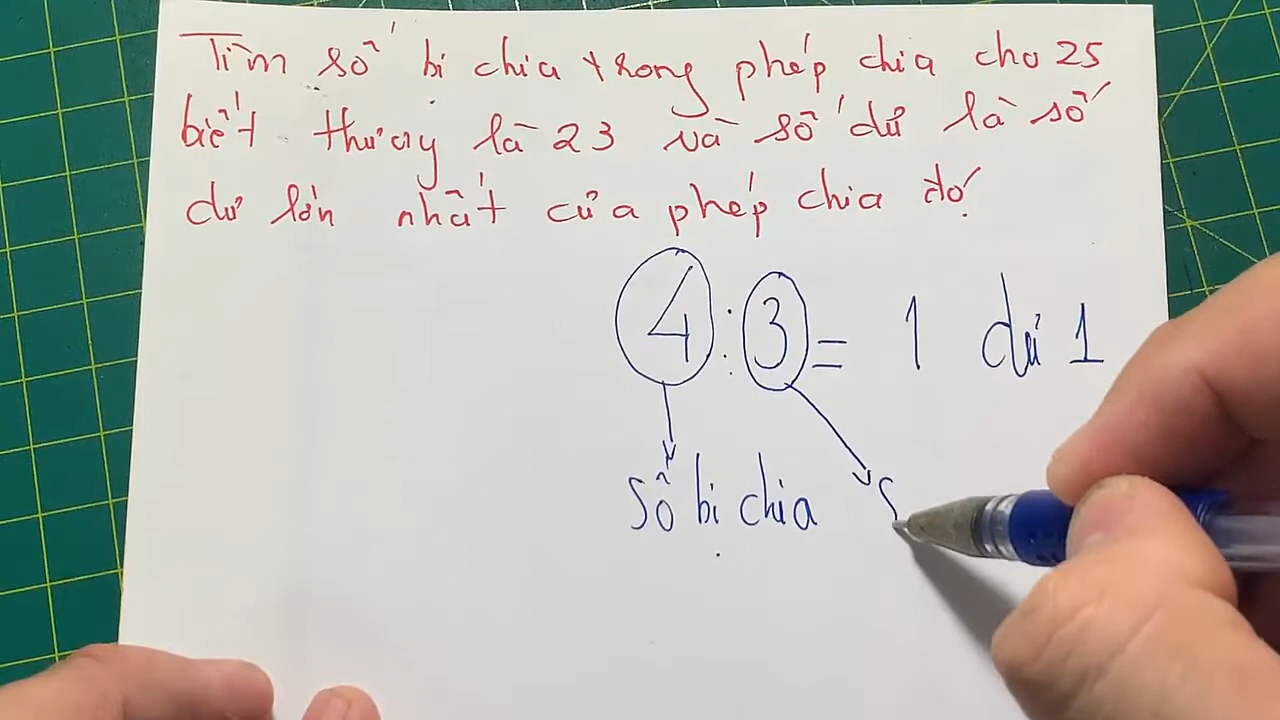 Tìm số bị chia trong phép chia cho 25
biết thương là 23 và số dư là số
dư lớn nhất của phép chia đó.
4 : 3 = 1 dư 1
số bị chia s